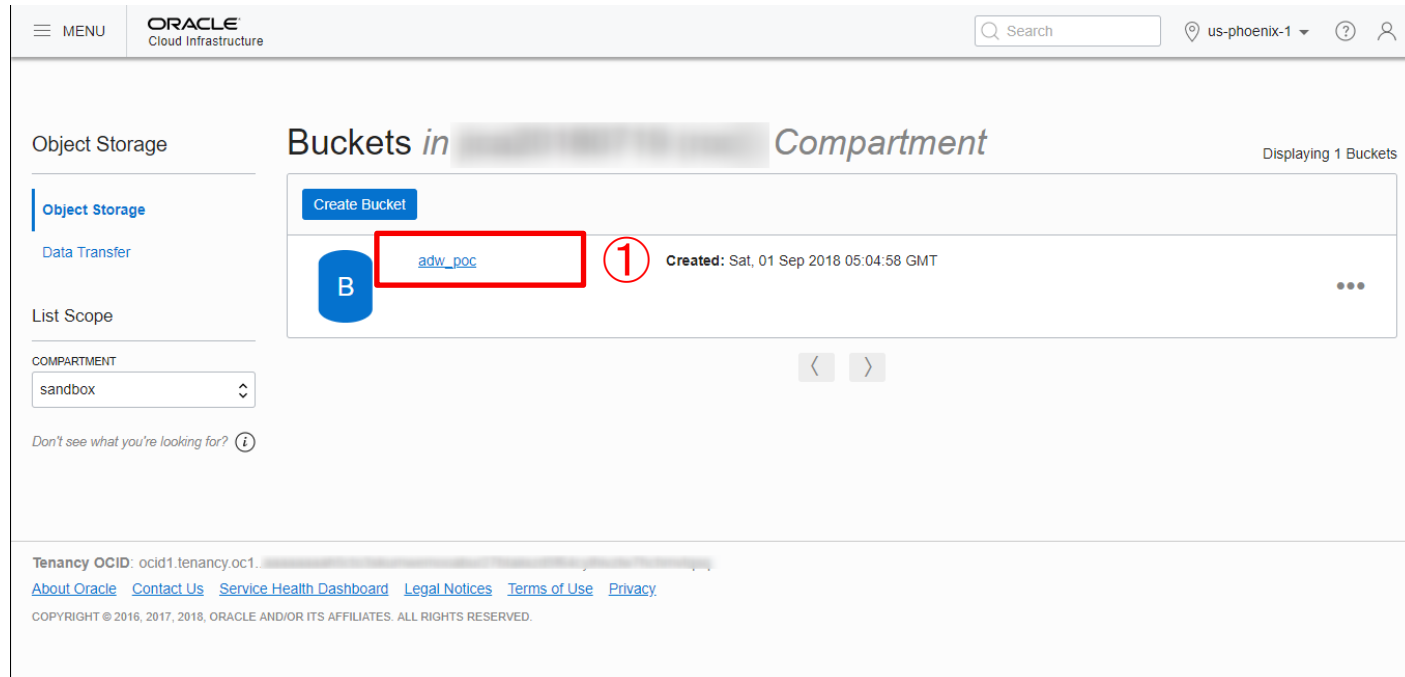 MENU
ORACLE
Cloud Infrastructure
Search
us-phoenix-1
Object Storage
Object Storage
Data Transfer
List Scope
COMPARTMENT
sandbox
Don't see what you're looking for?
Buckets in Compartment
Displaying 1 Buckets
Create Bucket
B
adw_poc
①
Created: Sat, 01 Sep 2018 05:04:58 GMT
Tenancy OCID: ocid1.tenancy.oc1..
About Oracle Contact Us Service Health Dashboard Legal Notices Terms of Use Privacy
COPYRIGHT © 2016, 2017, 2018, ORACLE AND/OR ITS AFFILIATES. ALL RIGHTS RESERVED.